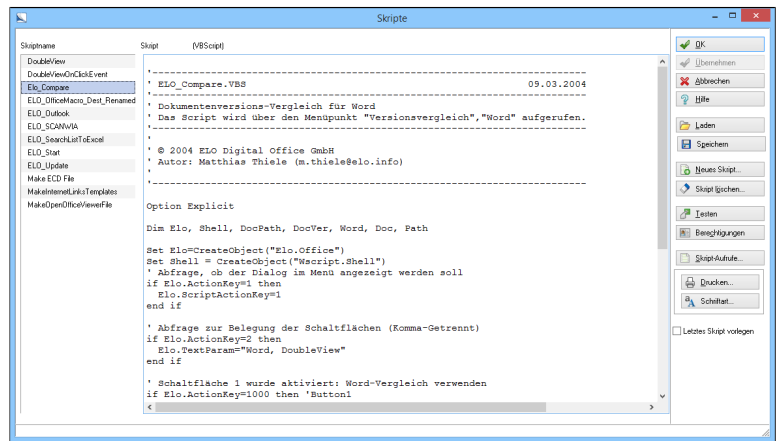 Skripte
Skriptname
Skript (VBScript)
DoubleView
DoubleViewOnClickEvent
Elo_Compare
ELO_OfficeMacro_Dest_Renamed
ELO_Outlook
ELO_SCANWIA
ELO_SearchListToExcel
ELO_Start
ELO_Update
Make ECD File
MakeInternetLinksTemplates
MakeOpenOfficeViewerFile
'----------------------------------------------------------------------
' ELO_Compare.VBS 09.03.2004
'----------------------------------------------------------------------
' Dokumentenversions-Vergleich für Word
' Das Script wird über den Menüpunkt "Versionsvergleich","Word" aufgerufen.
'----------------------------------------------------------------------
'
' © 2004 ELO Digital Office GmbH
' Autor: Matthias Thiele (m.thiele@elo.info)
'
'----------------------------------------------------------------------
Option Explicit
Dim Elo, Shell, DocPath, DocVer, Word, Doc, Path
Set Elo=CreateObject("Elo.Office")
Set Shell = CreateObject("Wscript.Shell")
' Abfrage, ob der Dialog im Menü angezeigt werden soll
if Elo.ActionKey=1 then
Elo.ScriptActionKey=1
end if
' Abfrage zur Belegung der Schaltflächen (Komma-Getrennt)
if Elo.ActionKey=2 then
Elo.TextParam="Word, DoubleView"
end if
' Schaltfläche 1 wurde aktiviert: Word-Vergleich verwenden
if Elo.ActionKey=1000 then 'Button1
OK
Übernehmen
Abbrechen
Hilfe
Laden
Speichern
Neues Skript...
Skript löschen...
Testen
Berechtigungen
Skript-Aufrufe...
Drucken...
Schriftart...
Letztes Skript vorlegen